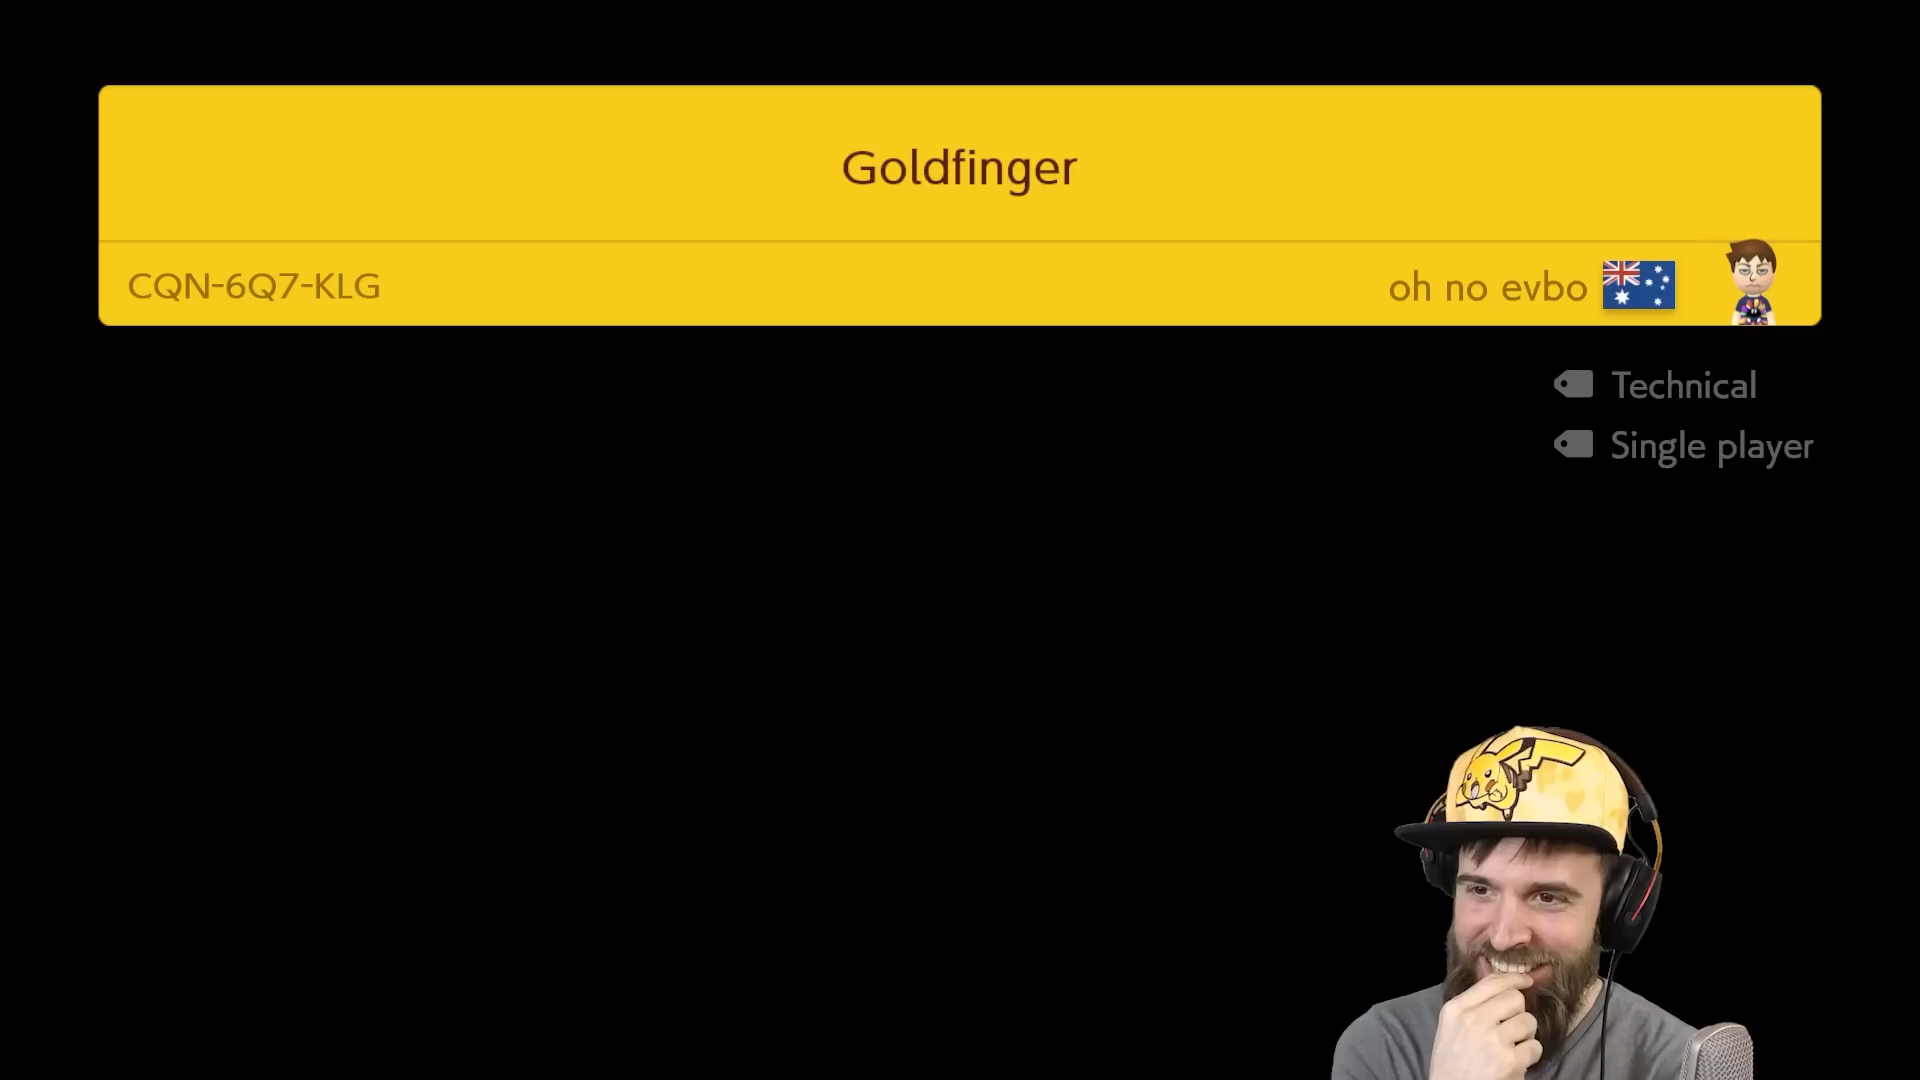 Goldfinger
CQN-6Q7-KLG
oh no evbo
Technical
Single player